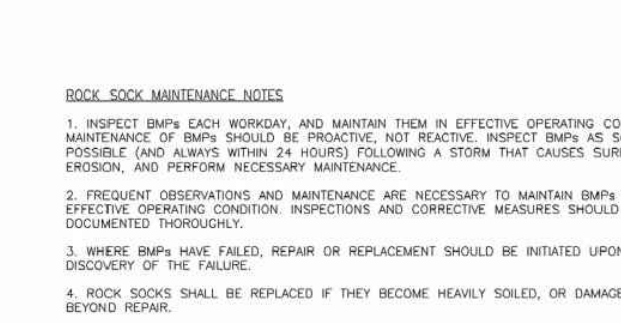 ROCK SOCK MAINTENANCE NOTES
1. INSPECT BMPs EACH WORKDAY, AND MAINTAIN THEM IN EFFECTIVE OPERATING CO
MAINTENANCE OF BMPs SHOULD BE PROACTIVE, NOT REACTIVE. INSPECT BMPs AS S
POSSIBLE (AND ALWAYS WITHIN 24 HOURS) FOLLOWING A STORM THAT CAUSES SUR
EROSION, AND PERFORM NECESSARY MAINTENANCE.
2. FREQUENT OBSERVATIONS AND MAINTENANCE ARE NECESSARY TO MAINTAIN BMPs
EFFECTIVE OPERATING CONDITION. INSPECTIONS AND CORRECTIVE MEASURES SHOULD
DOCUMENTED THOROUGHLY.
3. WHERE BMPs HAVE FAILED, REPAIR OR REPLACEMENT SHOULD BE INITIATED UPON
DISCOVERY OF THE FAILURE.
4. ROCK SOCKS SHALL BE REPLACED IF THEY BECOME HEAVILY SOILED, OR DAMAGE
BEYOND REPAIR.